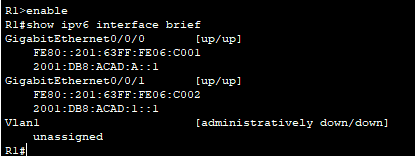 R1>enable
R1#show ipv6 interface brief
GigabitEthernet0/0/0       [up/up]
    FE80::201:63FF:FE06:C001
    2001:DB8:ACAD:A::1
GigabitEthernet0/0/1       [up/up]
    FE80::201:63FF:FE06:C002
    2001:DB8:ACAD:1::1
Vlan1                      [administratively down/down]
    unassigned
R1#